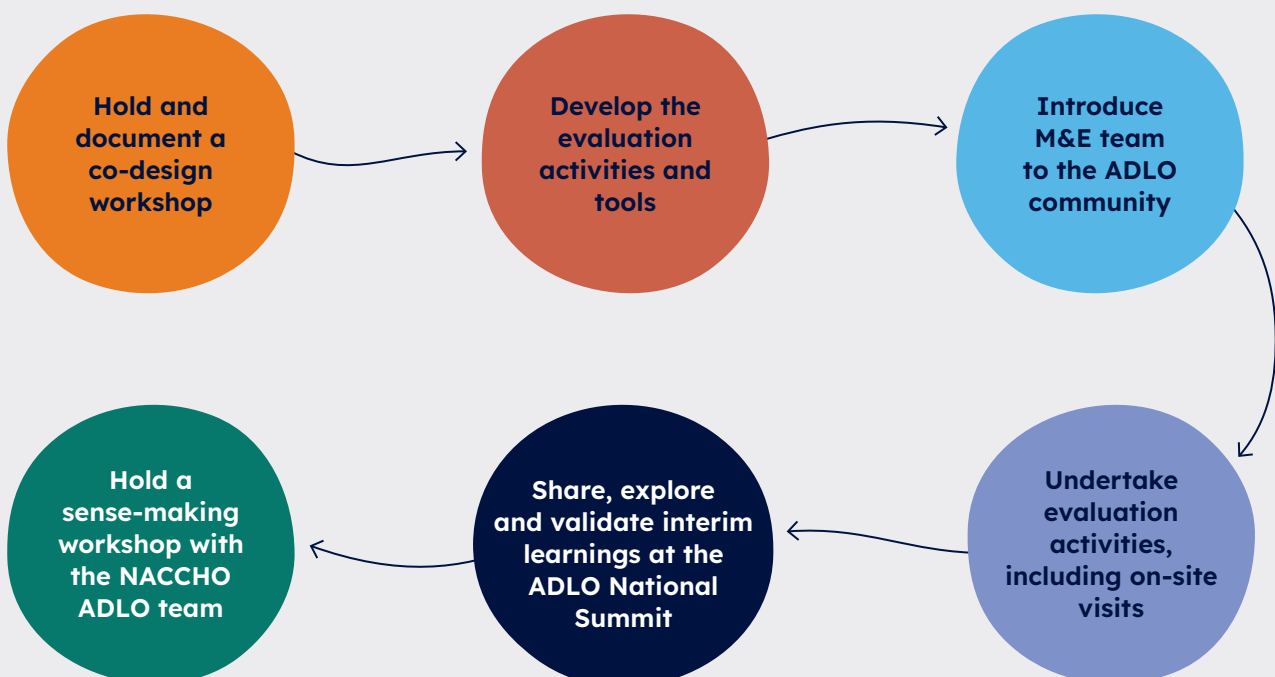 Hold and
document a
co-design
workshop
Develop the
evaluation
activities and
tools
Introduce
M&E team
to the ADLO
community
Undertake
evaluation
activities,
including on-site
visits
Share, explore
and validate interim
learnings at the
ADLO National
Summit
Hold a
sense-making
workshop with
the NACCHO
ADLO team